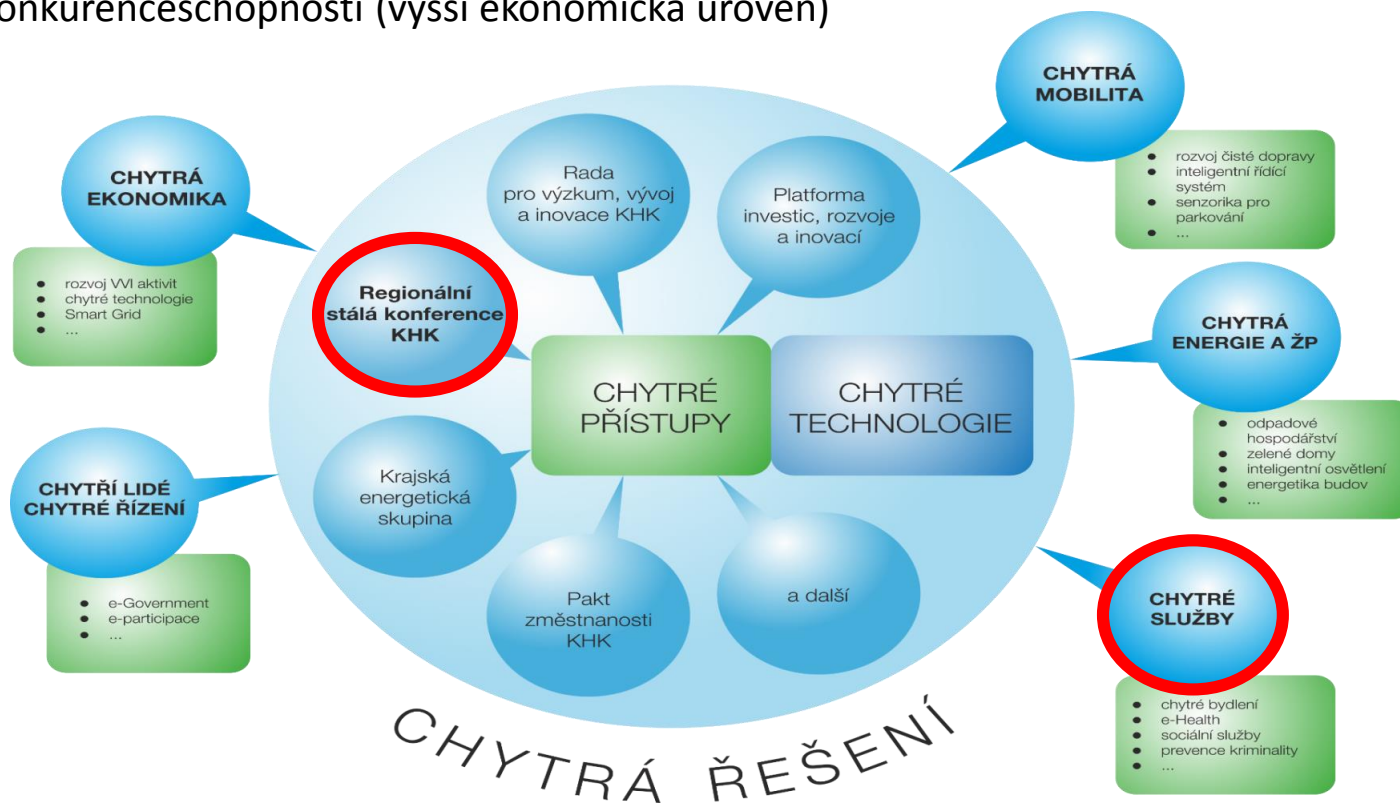 onkurenceschopnosti (vyšší ekonomická úroveň)
CHYTRÁ
MOBILITA
rozvoj čisté dopravy
inteligentní řídící
systém
senzorika pro
parkování
...
CHYTRÁ
EKONOMIKA
rozvoj VVI aktivit
chytré technologie
Smart Grid
...
Rada
pro výzkum, vývoj
a inovace KHK
Platforma
investic, rozvoje
a inovací
Regionální
stálá konference
KHK
CHYTRÉ
PŘÍSTUPY
CHYTRÉ
TECHNOLOGIE
CHYTRÁ
ENERGIE A ŽP
odpadové
hospodářství
zelené domy
inteligentní osvětlení
energetika budov
...
CHYTŘÍ LIDÉ
CHYTRÉ ŘÍZENÍ
e-Government
e-participace
...
Krajská
energetická
skupina
Pakt
změstnanosti
KHK
a další
CHYTRÉ
SLUŽBY
chytré bydlení
e-Health
sociální služby
prevence kriminality
...
CHYTRÁ ŘEŠENÍ